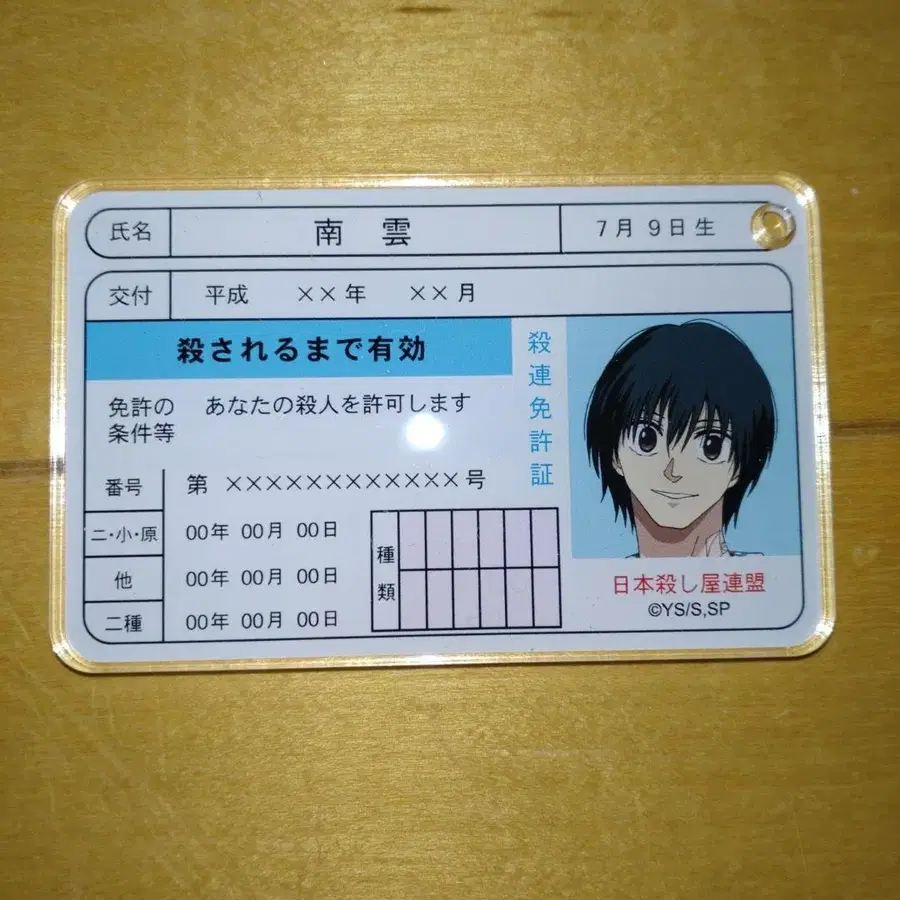 氏名 南雲 7月9日生
交付 平成 ××年 ××月
殺されるまで有効
殺連免許証
免許の あなたの殺人を許可します
条件等
番号 第 ××××××××××××号
二・小・原 00年 00月 00日
他 00年 00月 00日
二種 00年 00月 00日
種類
日本殺し屋連盟
©YS/S,SP